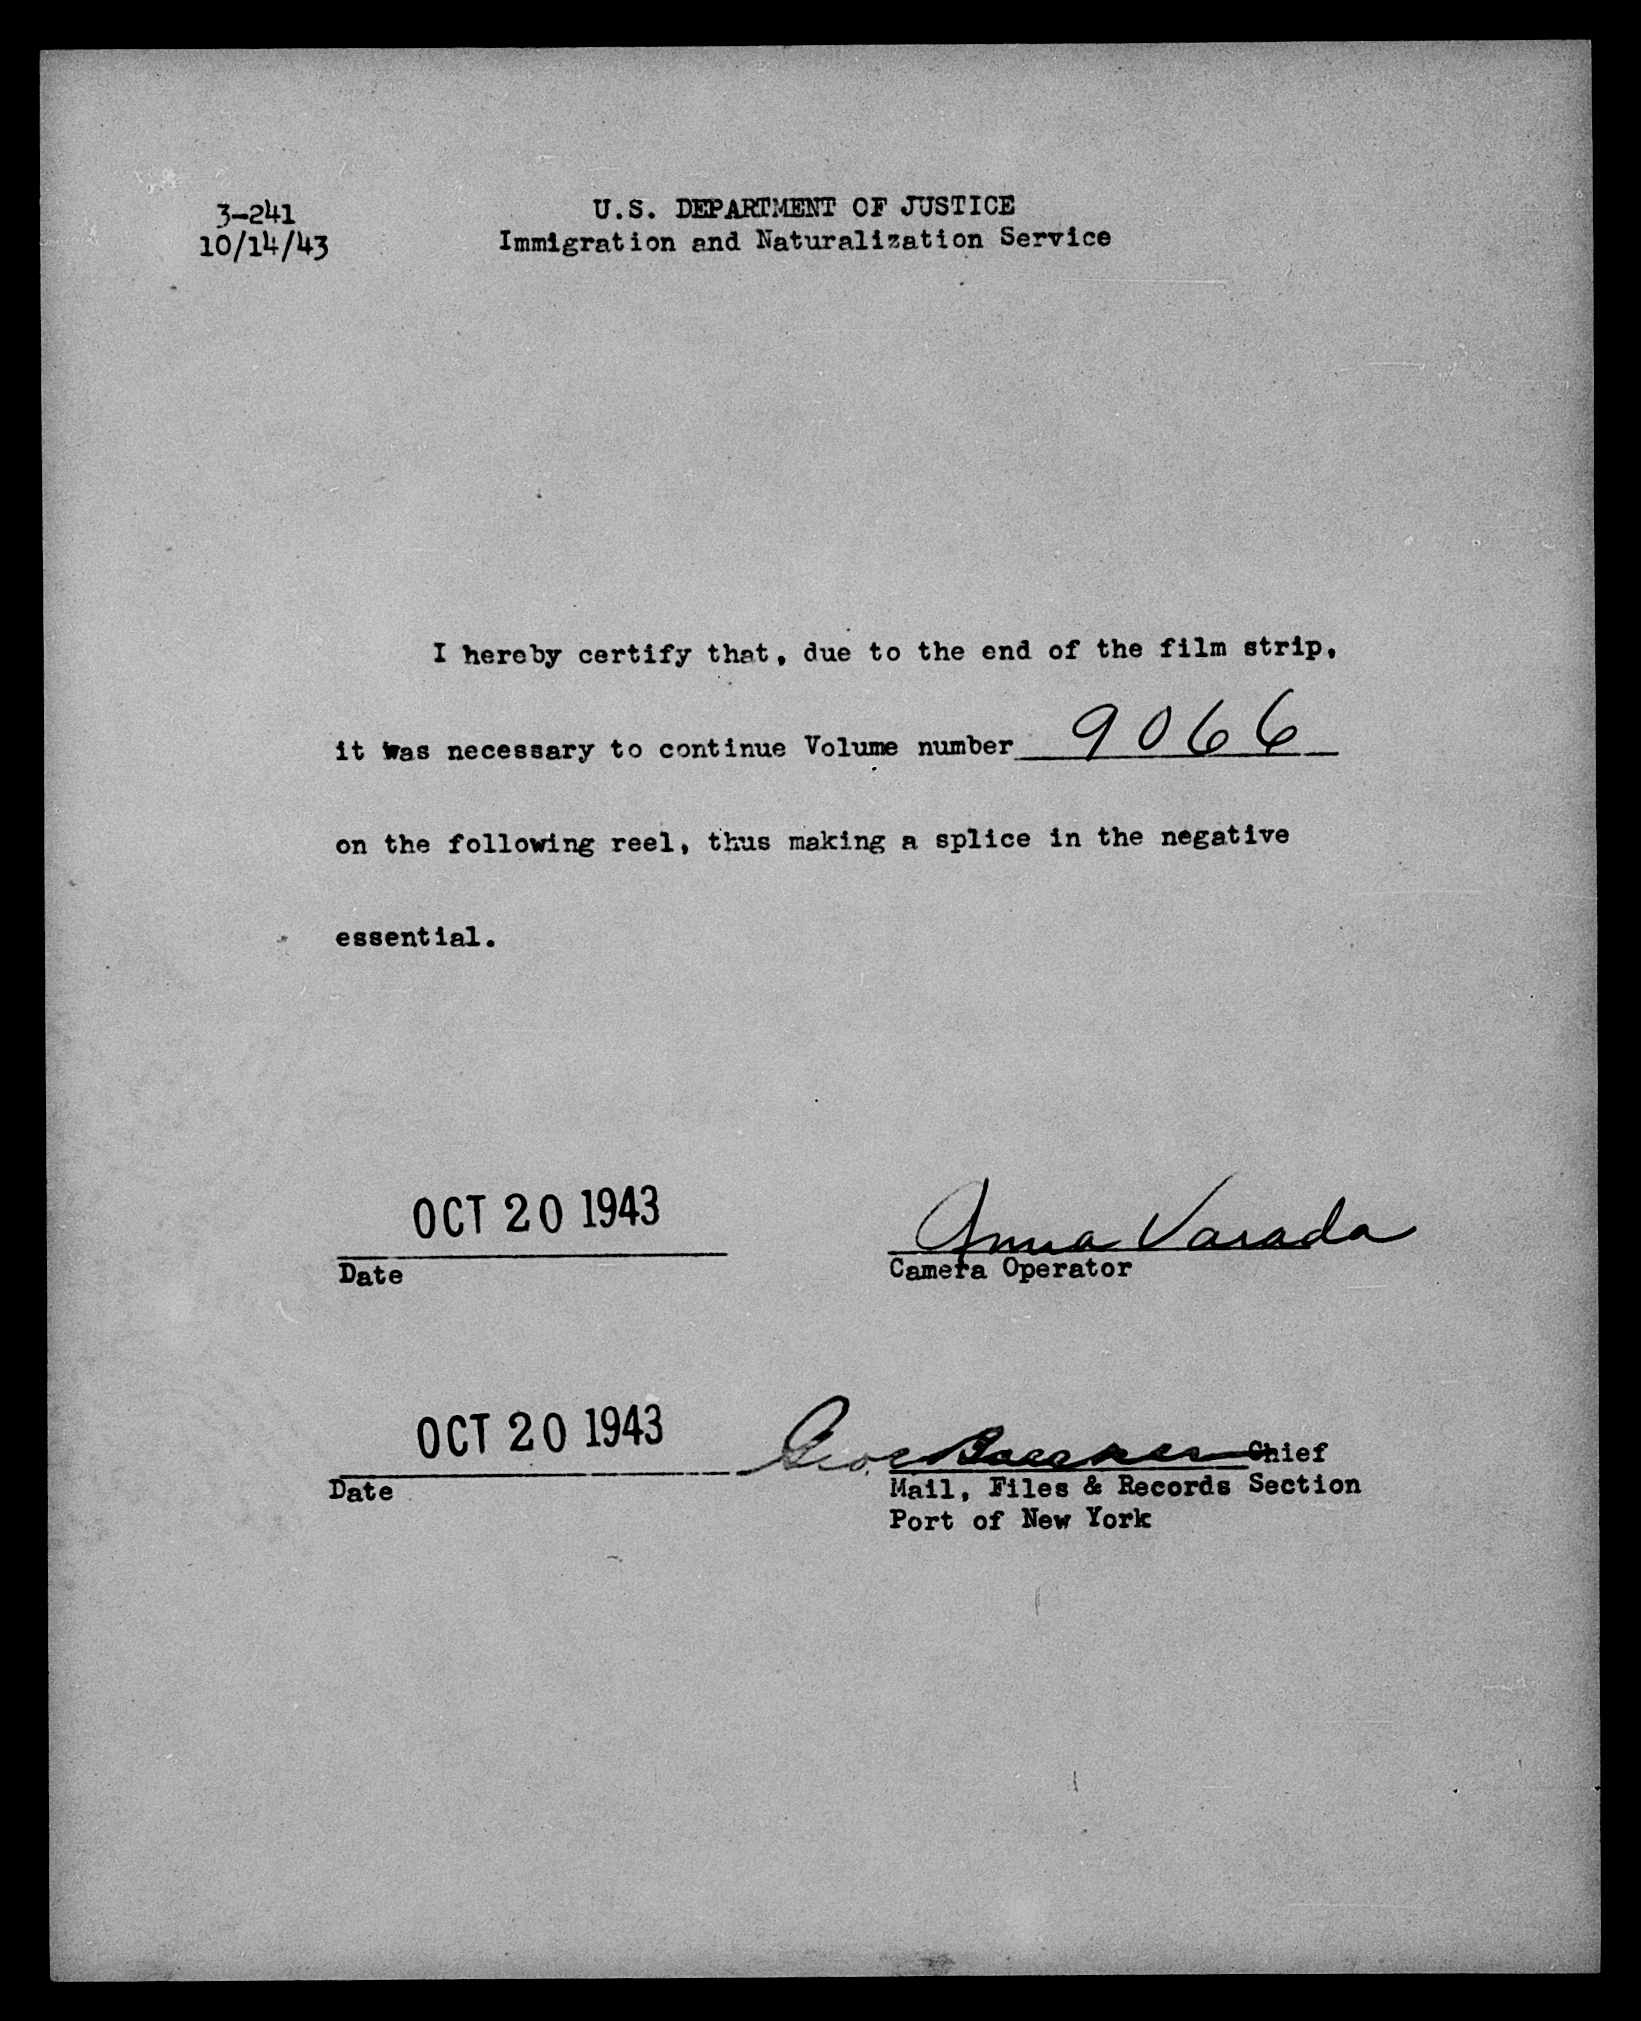 3-241
10/14/43
U.S. DEPARTMENT OF JUSTICE
Immigration and Naturalization Service
I hereby certify that, due to the end of the film strip,
it was necessary to continue Volume number 9066
on the following reel, thus making a splice in the negative
essential.
OCT 20 1943
Date
Anna Varada
Camera Operator
OCT 20 1943
Date
Geo Chief
Mail, Files & Records Section
Port of New York